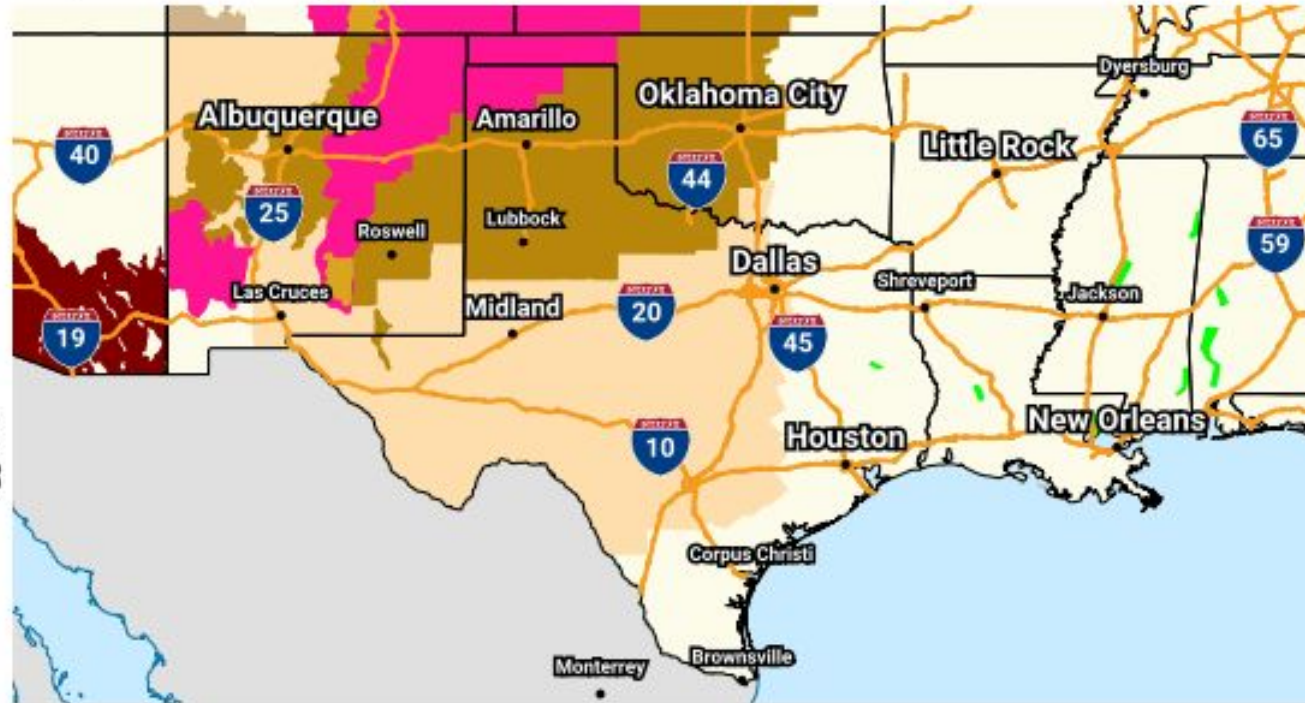 Dyersburg
Oklahoma City
Albuquerque
Amarillo
40
65
Little Rock
44
25
Roswell
Lubbock
59
Dallas
Las Cruces
Midland
20
Shreveport
Jackson
19
45
New Orleans
Houston
10
Corpus Christi
Monterrey
Brownsville